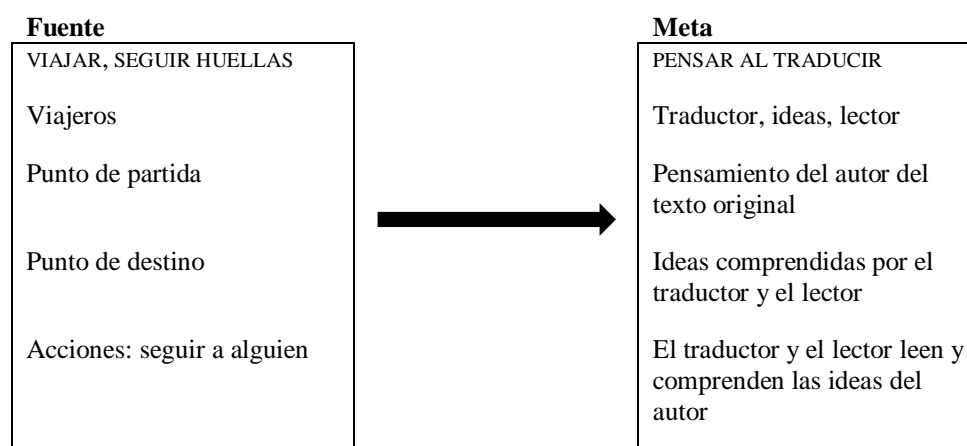 Fuente
VIAJAR, SEGUIR HUELLAS
Viajeros
Punto de partida
Punto de destino
Acciones: seguir a alguien
Meta
PENSAR AL TRADUCIR
Traductor, ideas, lector
Pensamiento del autor del
texto original
Ideas comprendidas por el
traductor y el lector
El traductor y el lector leen y
comprenden las ideas del
autor